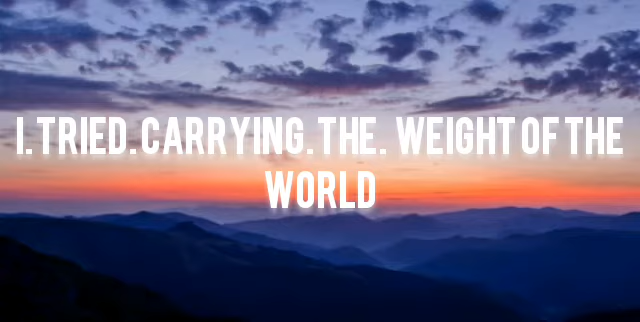 I. TRIED. CARRYING. THE. WEIGHT OF THE
WORLD